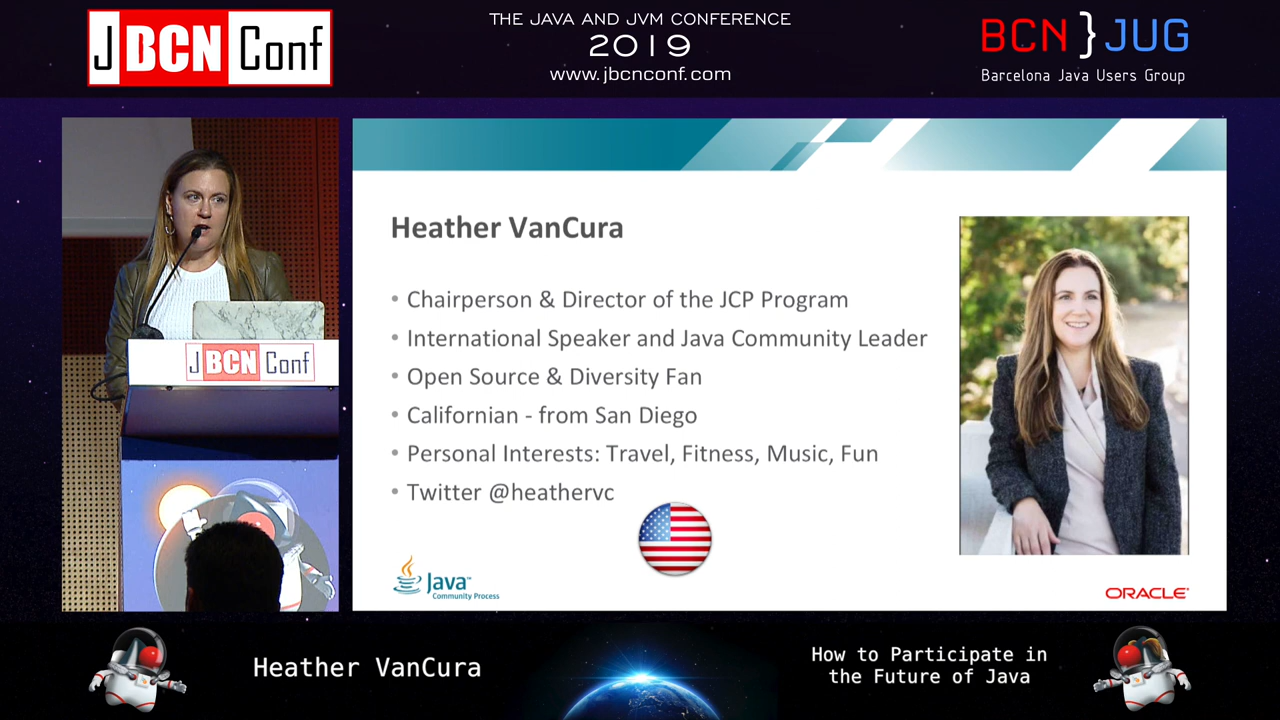 J BCN Conf
THE JAVA AND JVM CONFERENCE
2019
www.jbcnconf.com
BCN}JUG
Barcelona Java Users Group
J BCN Conf
Heather VanCura
• Chairperson & Director of the JCP Program
• International Speaker and Java Community Leader
• Open Source & Diversity Fan
• Californian - from San Diego
• Personal Interests: Travel, Fitness, Music, Fun
• Twitter @heathervc
Java™
Community Process
ORACLE®
Heather VanCura
How to Participate in
the Future of Java